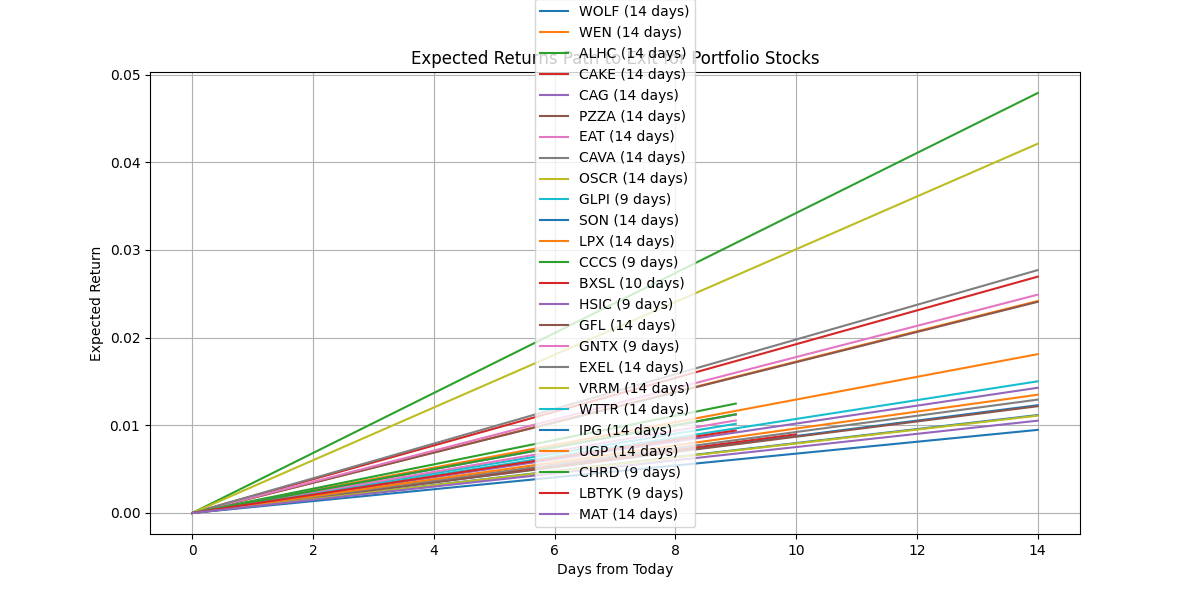 WOLF (14 days)
WEN (14 days)
ALHC (14 days)
Expected Returns Path to Exit for Portfolio Stocks
CAKE (14 days)
CAG (14 days)
PZZA (14 days)
EAT (14 days)
CAVA (14 days)
OSCR (14 days)
GLPI (9 days)
SON (14 days)
LPX (14 days)
CCCS (9 days)
BXSL (10 days)
HSIC (9 days)
GFL (14 days)
GNTX (9 days)
EXEL (14 days)
VRRM (14 days)
WTTR (14 days)
IPG (14 days)
UGP (14 days)
CHRD (9 days)
LBTYK (9 days)
MAT (14 days)
0.05
0.04
0.03
0.02
0.01
0.00
Expected Return
0 2 4 6 8 10 12 14
Days from Today